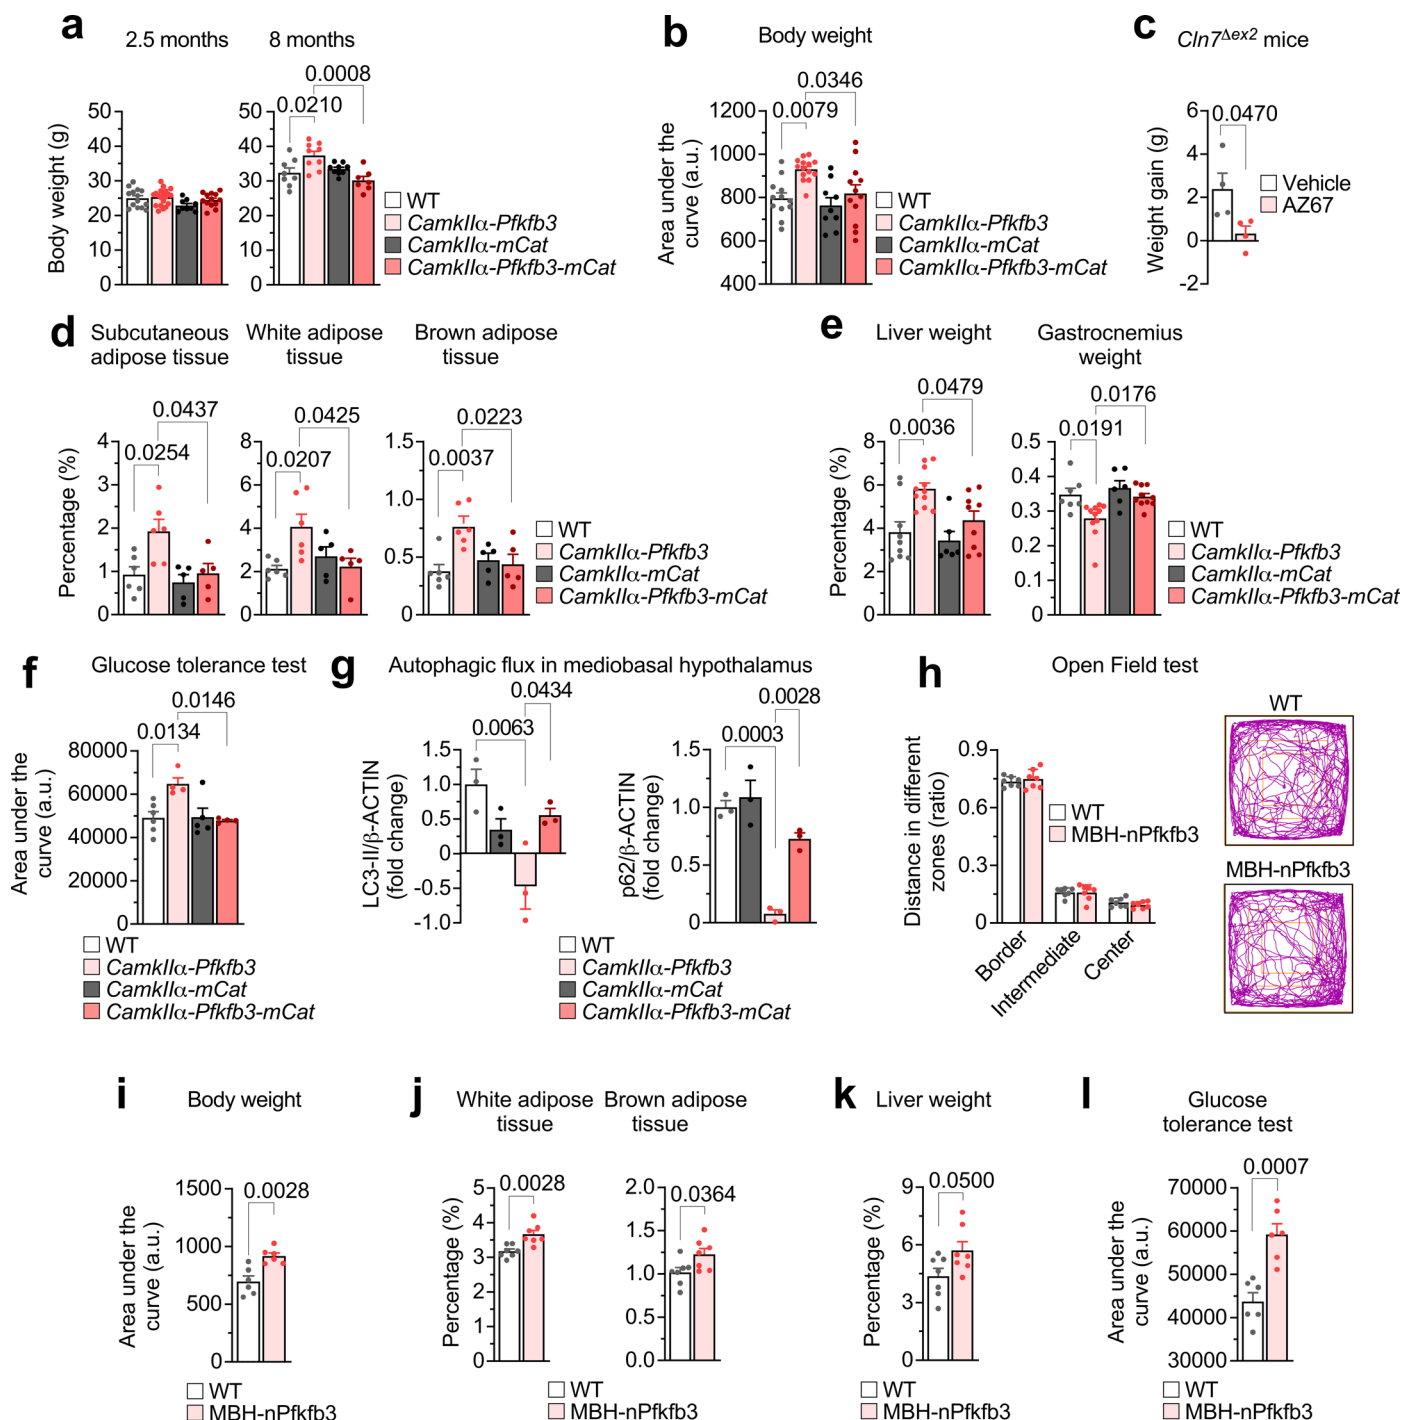 a
2.5 months
8 months
0.0008
0.0210
Body weight (g)
50
40
30
20
10
0
50
40
30
20
10
0
WT
CamkIIα-Pfkfb3
CamkIIα-mCat
CamkIIα-Pfkfb3-mCat
b
Body weight
0.0346
0.0079
Area under the
curve (a.u.)
1200
1000
800
600
400
WT
CamkIIα-Pfkfb3
CamkIIα-mCat
CamkIIα-Pfkfb3-mCat
c
Cln7Δex2 mice
0.0470
Weight gain (g)
6
4
2
0
-2
Vehicle
AZ67
d
Subcutaneous
adipose tissue
White adipose
tissue
Brown adipose
tissue
0.0437
0.0254
Percentage (%)
4
3
2
1
0
0.0425
0.0207
8
6
4
2
0
0.0223
0.0037
1.5
1.0
0.5
0
WT
CamkIIα-Pfkfb3
CamkIIα-mCat
CamkIIα-Pfkfb3-mCat
e
Liver weight
Gastrocnemius
weight
0.0479
0.0036
Percentage (%)
8
6
4
2
0
0.0176
0.0191
0.5
0.4
0.3
0.2
0.1
0
WT
CamkIIα-Pfkfb3
CamkIIα-mCat
CamkIIα-Pfkfb3-mCat
f
Glucose tolerance test
0.0146
0.0134
Area under the
curve (a.u.)
80000
60000
40000
20000
0
WT
CamkIIα-Pfkfb3
CamkIIα-mCat
CamkIIα-Pfkfb3-mCat
g
Autophagic flux in mediobasal hypothalamus
0.0434
0.0063
LC3-II/β-ACTIN
(fold change)
1.5
1.0
0.5
0
-0.5
-1.0
0.0028
0.0003
p62/β-ACTIN
(fold change)
1.5
1.0
0.5
0
WT
CamkIIα-Pfkfb3
CamkIIα-mCat
CamkIIα-Pfkfb3-mCat
h
Open Field test
Distance in different
zones (ratio)
0.9
0.6
0.3
0
Border
Intermediate
Center
WT
MBH-nPfkfb3
WT
MBH-nPfkfb3
i
Body weight
0.0028
Area under the
curve (a.u.)
1500
1000
500
0
WT
MBH-nPfkfb3
j
White adipose
tissue
Brown adipose
tissue
0.0028
Percentage (%)
5
4
3
2
1
0
0.0364
2.0
1.5
1.0
0.5
0.0
WT
MBH-nPfkfb3
k
Liver weight
0.0500
Percentage (%)
9
6
3
0
WT
MBH-nPfkfb3
l
Glucose
tolerance test
0.0007
Area under the
curve (a.u.)
70000
60000
50000
40000
30000
WT
MBH-nPfkfb3